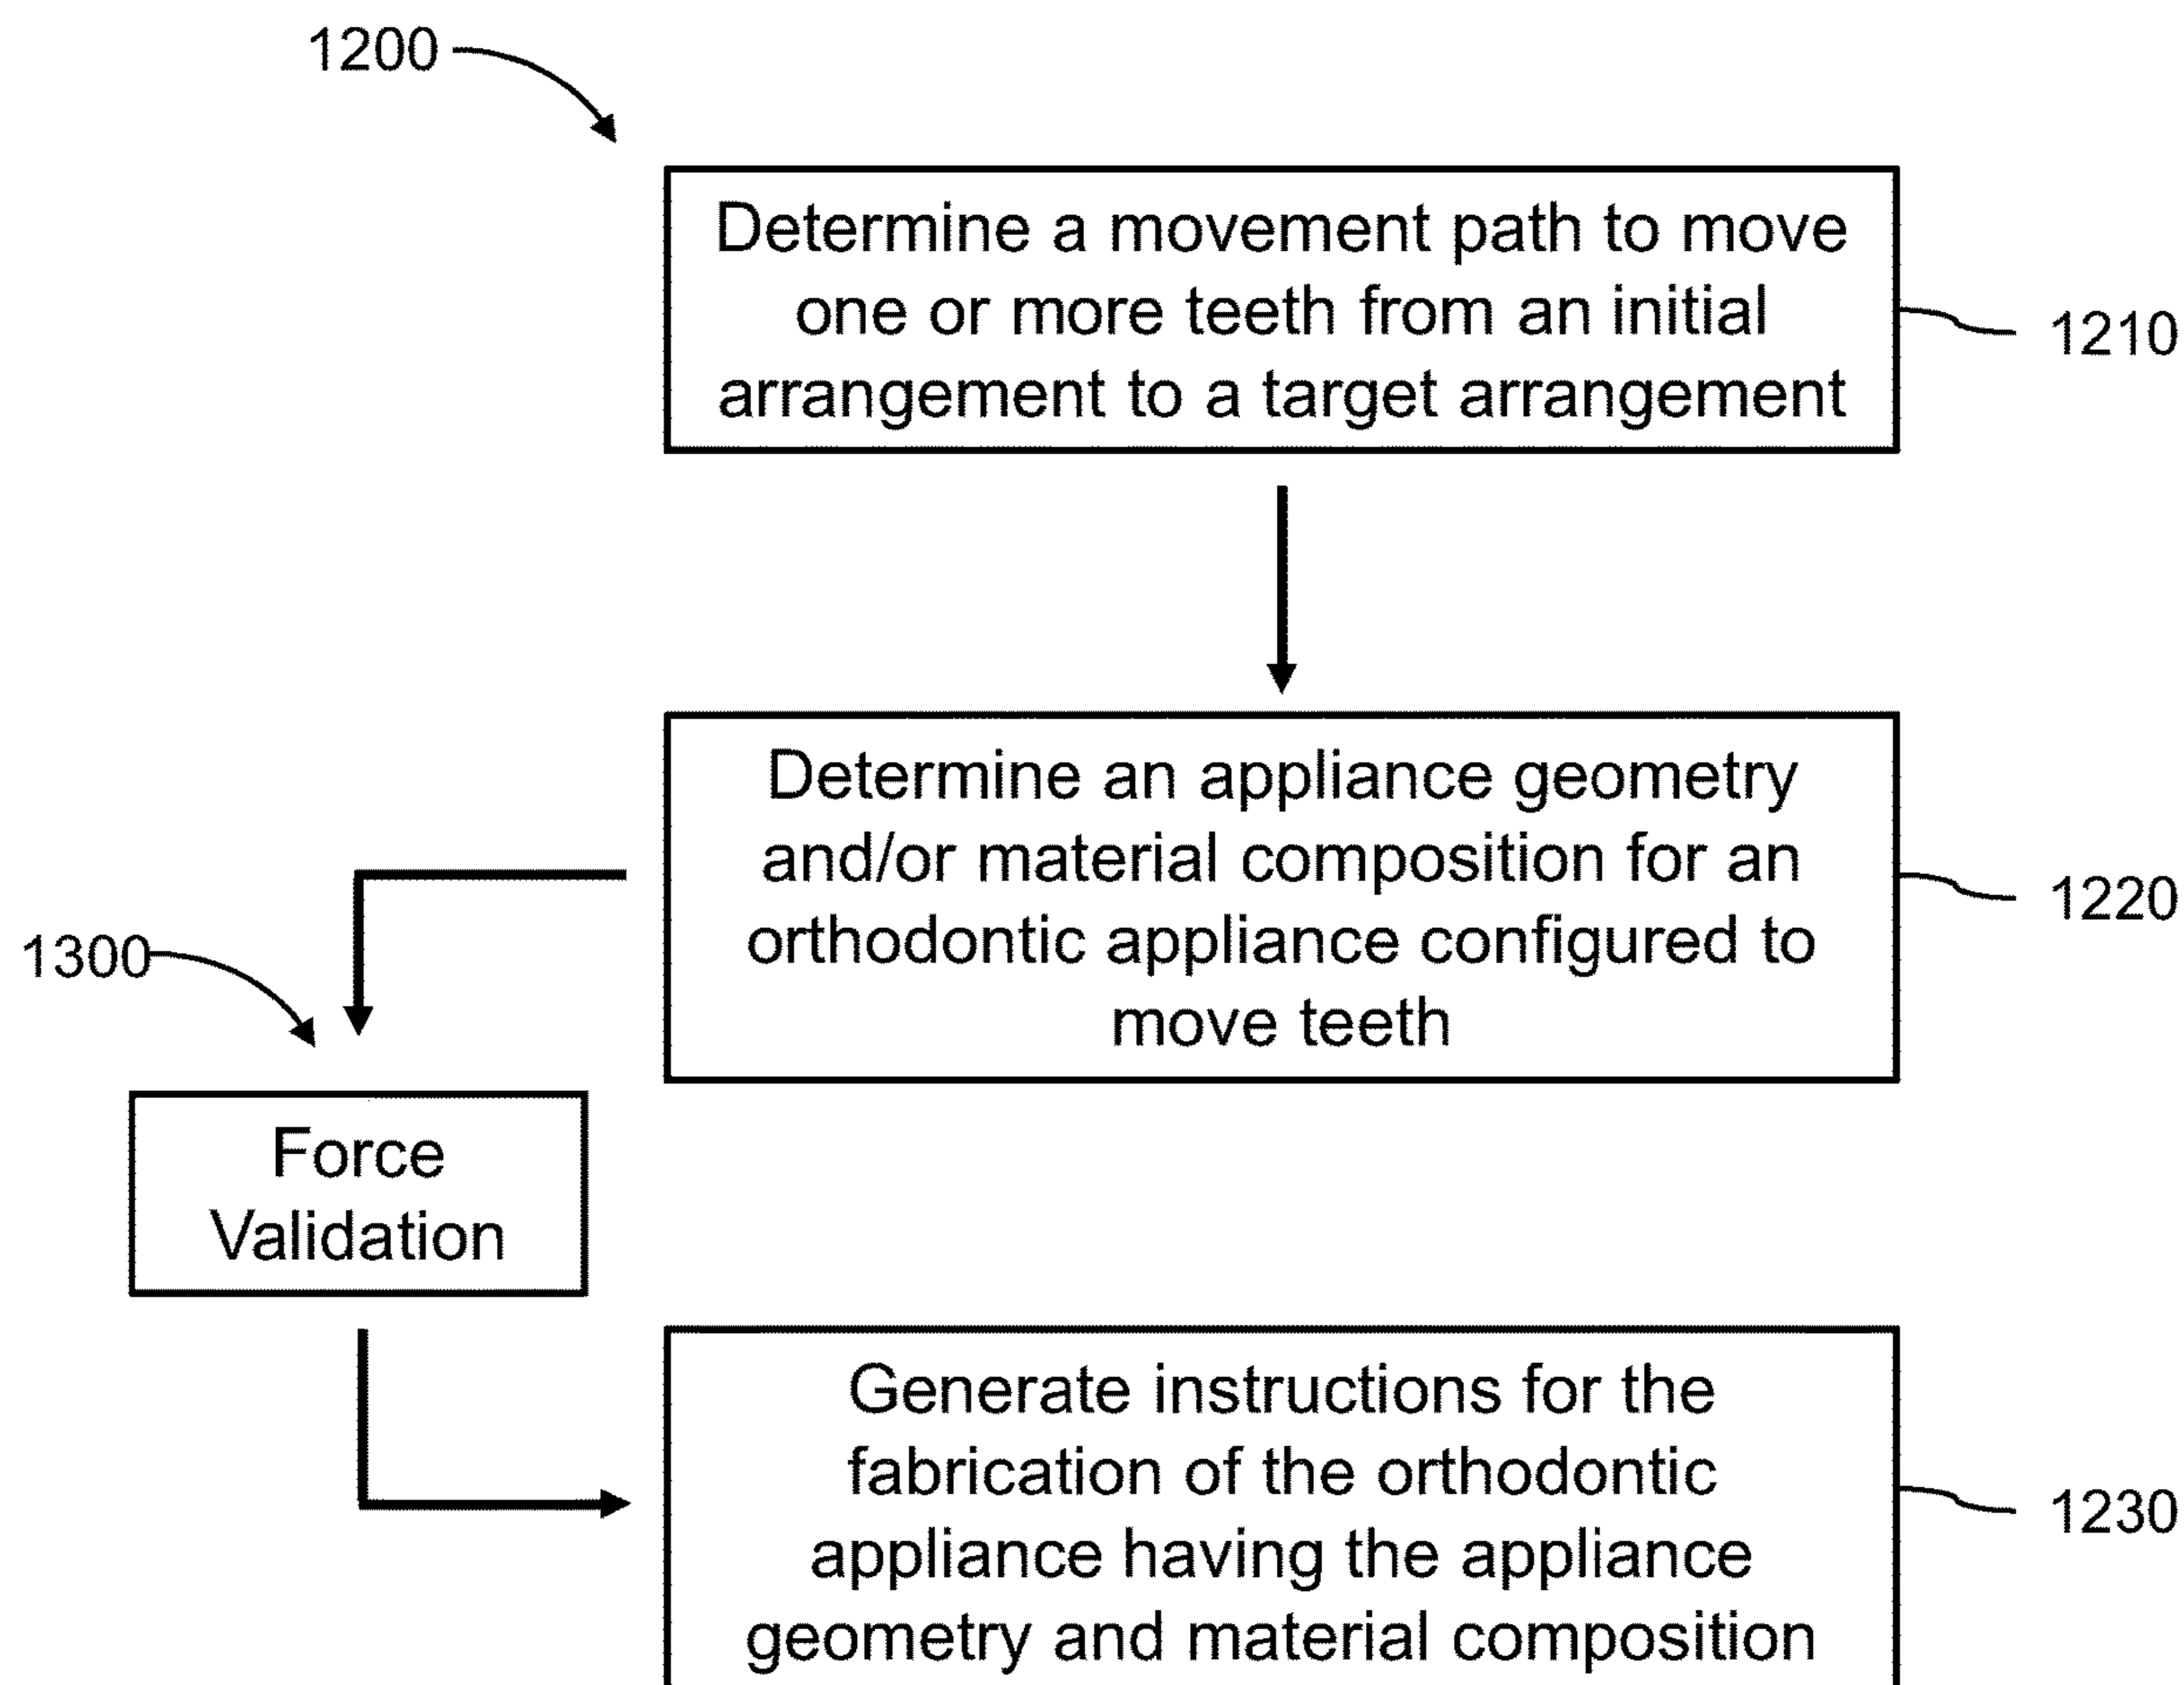 1200
Determine a movement path to move
one or more teeth from an initial
arrangement to a target arrangement
1210
Determine an appliance geometry
and/or material composition for an
orthodontic appliance configured to
move teeth
1220
1300
Force
Validation
Generate instructions for the
fabrication of the orthodontic
appliance having the appliance
geometry and material composition
1230